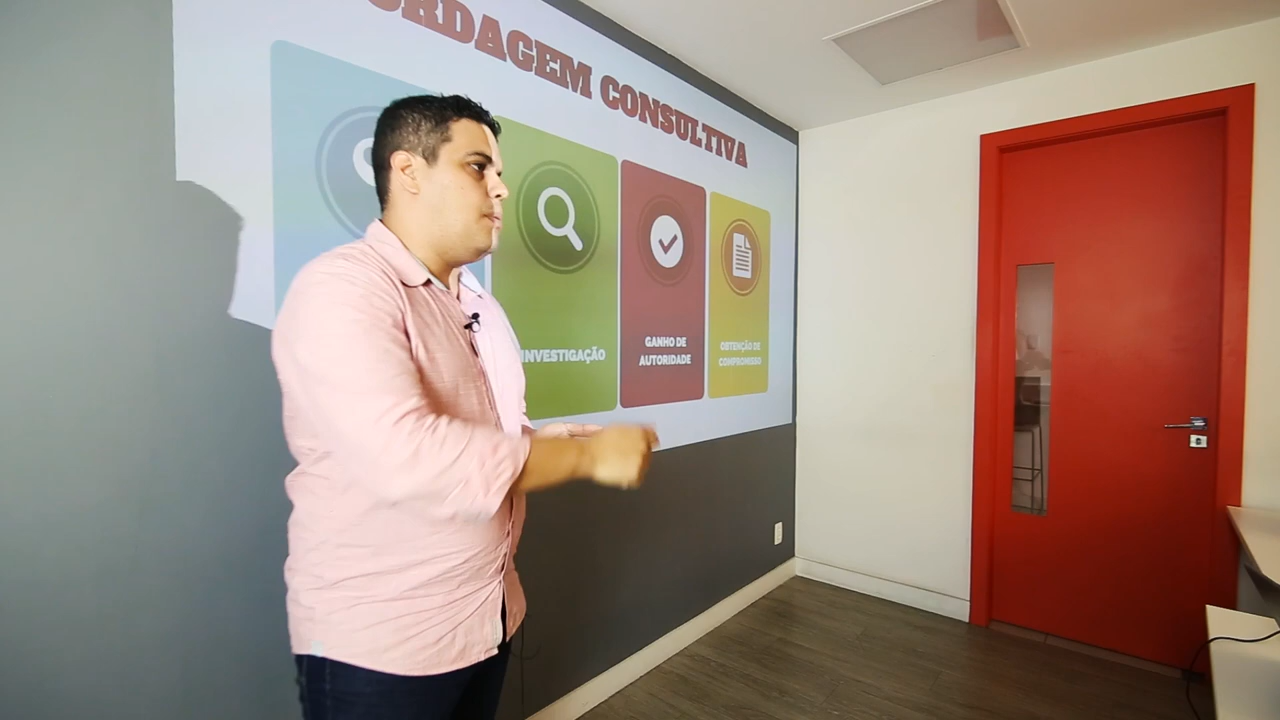 ORDAGEM CONSULTIVA
INVESTIGAÇÃO
GANHO DE
AUTORIDADE
OBTENÇÃO DE
COMPROMISSO